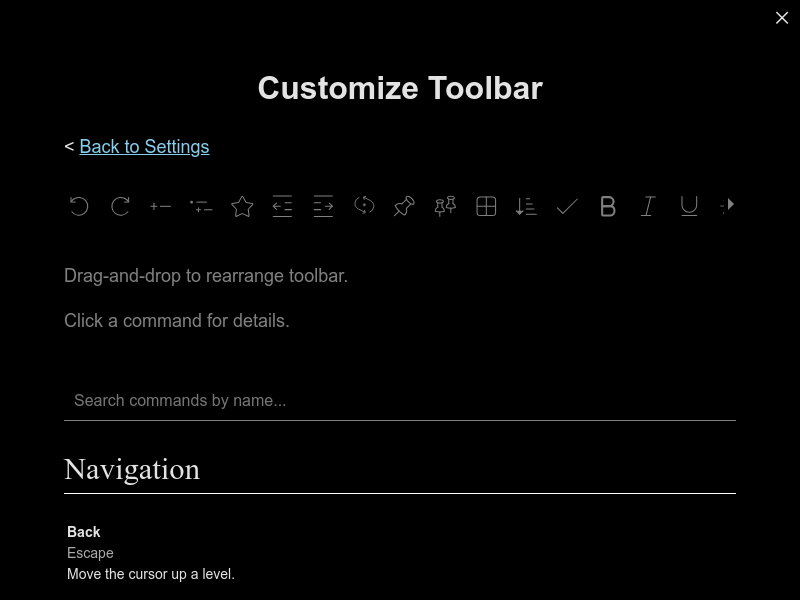 Customize Toolbar
< Back to Settings
Drag-and-drop to rearrange toolbar.
Click a command for details.
Search commands by name...
Navigation
Back
Escape
Move the cursor up a level.